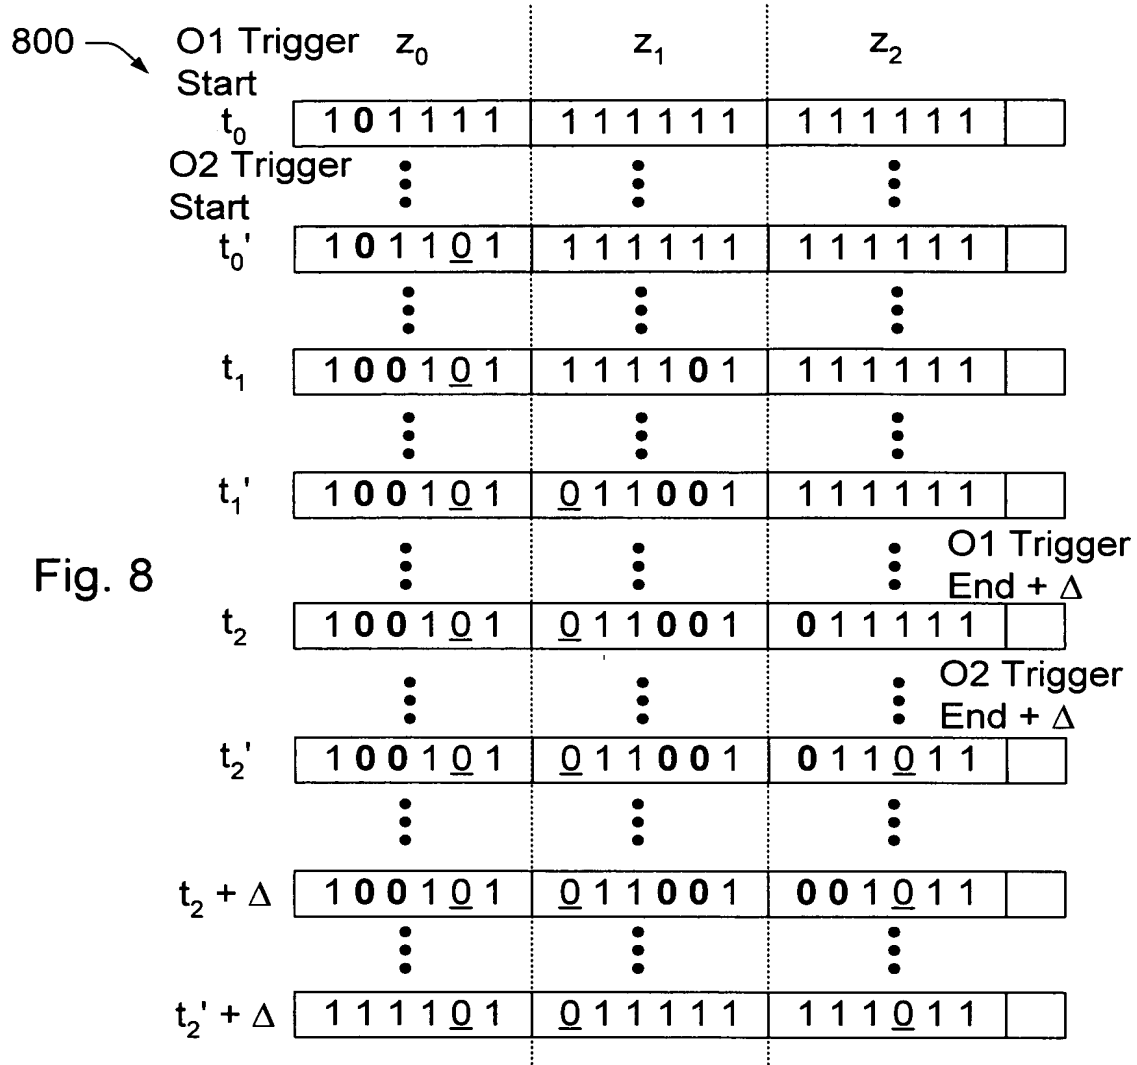 800 O1 Trigger z0 z1 z2
Start
t0 1 0 1 1 1 1 1 1 1 1 1 1 1 1 1 1 1 1
O2 Trigger
Start
t0' 1 0 1 1 0 1 1 1 1 1 1 1 1 1 1 1 1 1
t1 1 0 0 1 0 1 1 1 1 1 0 1 1 1 1 1 1 1
t1' 1 0 0 1 0 1 0 1 1 0 0 1 1 1 1 1 1 1
O1 Trigger
Fig. 8 End + Δ
t2 1 0 0 1 0 1 0 1 1 0 0 1 0 1 1 1 1 1
O2 Trigger
End + Δ
t2' 1 0 0 1 0 1 0 1 1 0 0 1 0 1 1 0 1 1
t2 + Δ 1 0 0 1 0 1 0 1 1 0 0 1 0 0 1 0 1 1
t2' + Δ 1 1 1 1 0 1 0 1 1 1 1 1 1 1 1 0 1 1